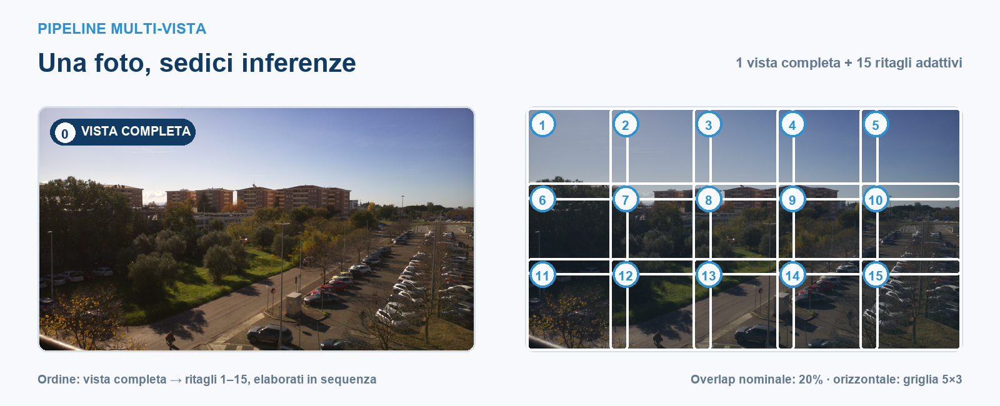 PIPELINE MULTI-VISTA
Una foto, sedici inferenze
1 vista completa + 15 ritagli adattivi
0 VISTA COMPLETA
1 2 3 4 5
6 7 8 9 10
11 12 13 14 15
Ordine: vista completa → ritagli 1–15, elaborati in sequenza
Overlap nominale: 20% · orizzontale: griglia 5×3